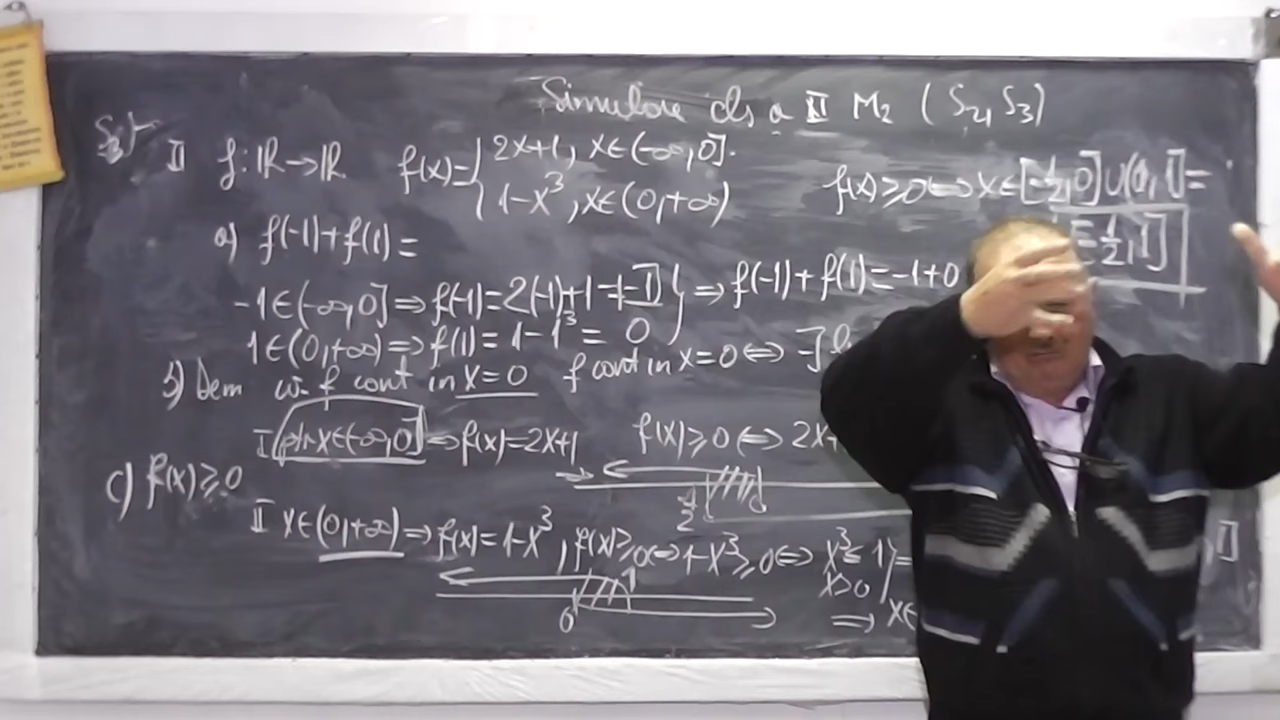 Simulare cls a XI M₂ (S₂, S₃)
S₃
II f:ℝ→ℝ f(x)={2x+1, x∈(-∞,0].
1-x³, x∈(0,+∞)
f(x)≥0⇔x∈[-1/2,0]∪(0,1]=
[-1/2,1]
a) f(-1)+f(1)=
-1∈(-∞,0]⇒f(-1)=2(-1)+1=-1 } ⇒ f(-1)+f(1)=-1+0
1∈(0,+∞)⇒f(1)=1-1³=0
b) Dem că f cont in x=0 f cont in x=0⇔ ∃
I ptr x∈(-∞,0] ⇒f(x)=2x+1 f(x)≥0⇔2x+
c) f(x)≥0
-1/2
II x∈(0,+∞)⇒f(x)=1-x³, f(x)≥0⇔1-x³≥0⇔ x³≤1
x>0
0 1
⇒ x∈